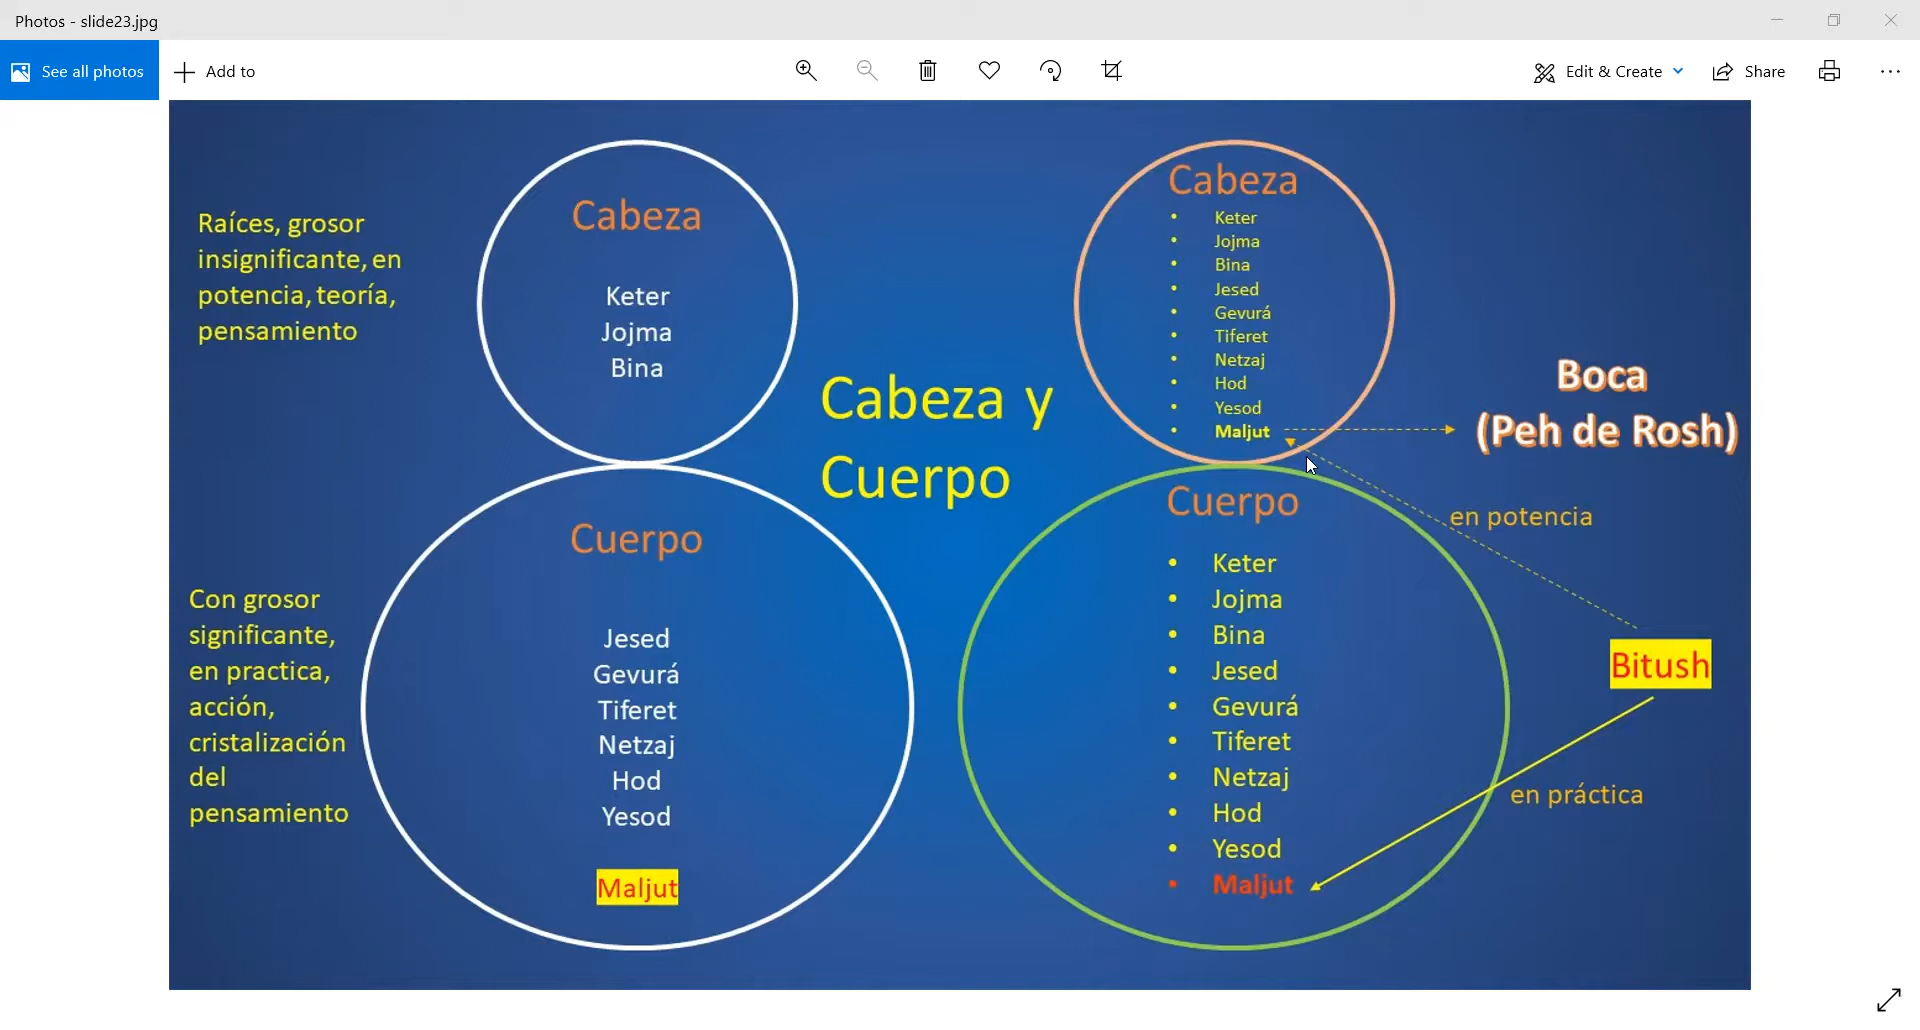 Photos - slide23.jpg
See all photos
Add to
Edit & Create
Share
Raíces, grosor
insignificante, en
potencia, teoría,
pensamiento
Cabeza
Keter
Jojma
Bina
Cabeza y
Cuerpo
Cabeza
• Keter
• Jojma
• Bina
• Jesed
• Gevurá
• Tiferet
• Netzaj
• Hod
• Yesod
• Maljut
Boca
(Peh de Rosh)
Con grosor
significante,
en practica,
acción,
cristalización
del
pensamiento
Cuerpo
Jesed
Gevurá
Tiferet
Netzaj
Hod
Yesod
Maljut
Cuerpo
• Keter
• Jojma
• Bina
• Jesed
• Gevurá
• Tiferet
• Netzaj
• Hod
• Yesod
• Maljut
en potencia
Bitush
en práctica